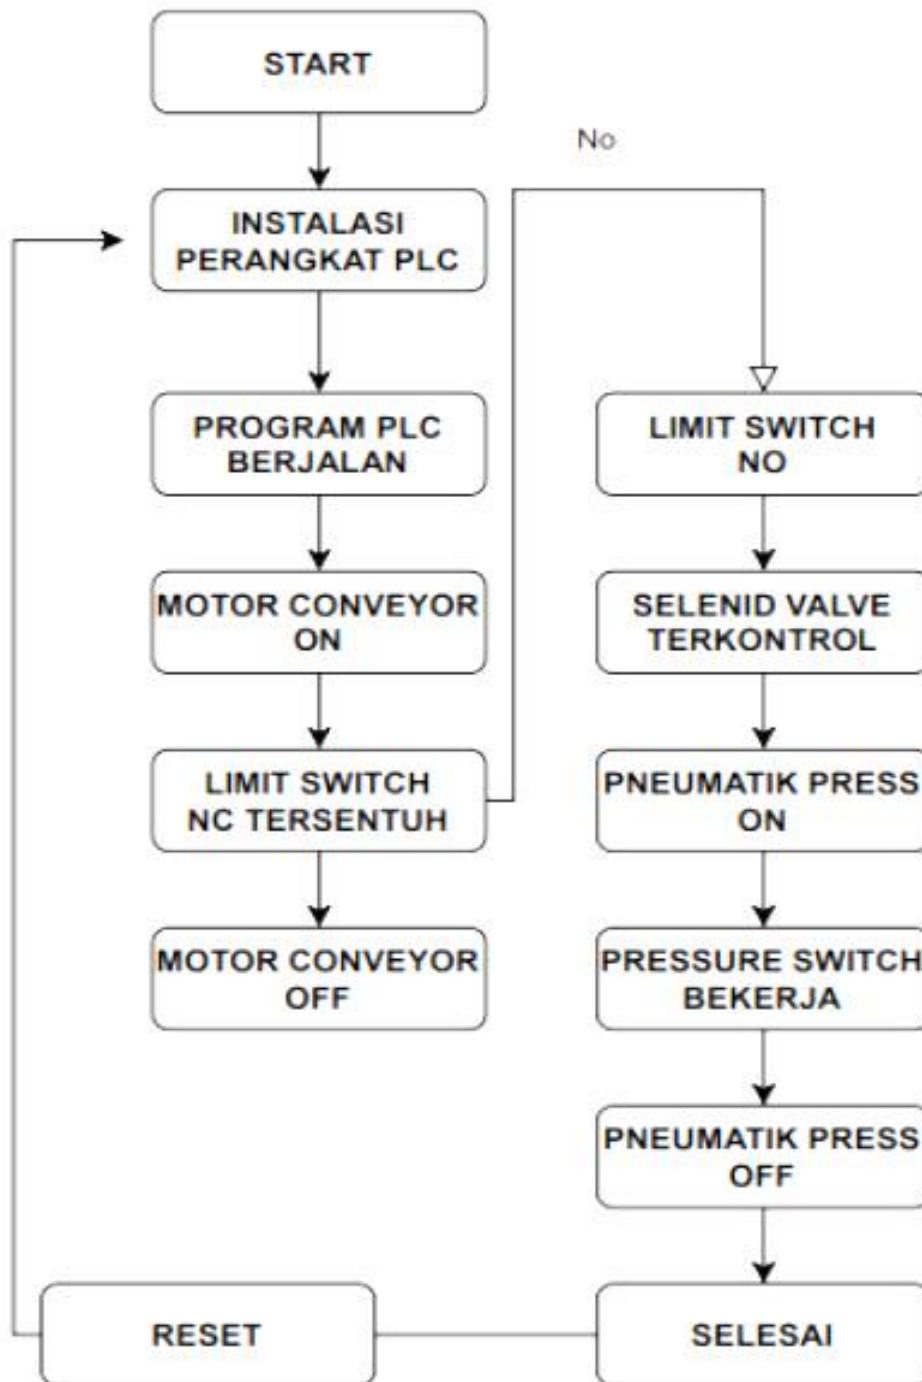 START
No
INSTALASI
PERANGKAT PLC
PROGRAM PLC
BERJALAN
MOTOR CONVEYOR
ON
LIMIT SWITCH
NC TERSENTUH
MOTOR CONVEYOR
OFF
LIMIT SWITCH
NO
SELENID VALVE
TERKONTROL
PNEUMATIK PRESS
ON
PRESSURE SWITCH
BEKERJA
PNEUMATIK PRESS
OFF
SELESAI
RESET